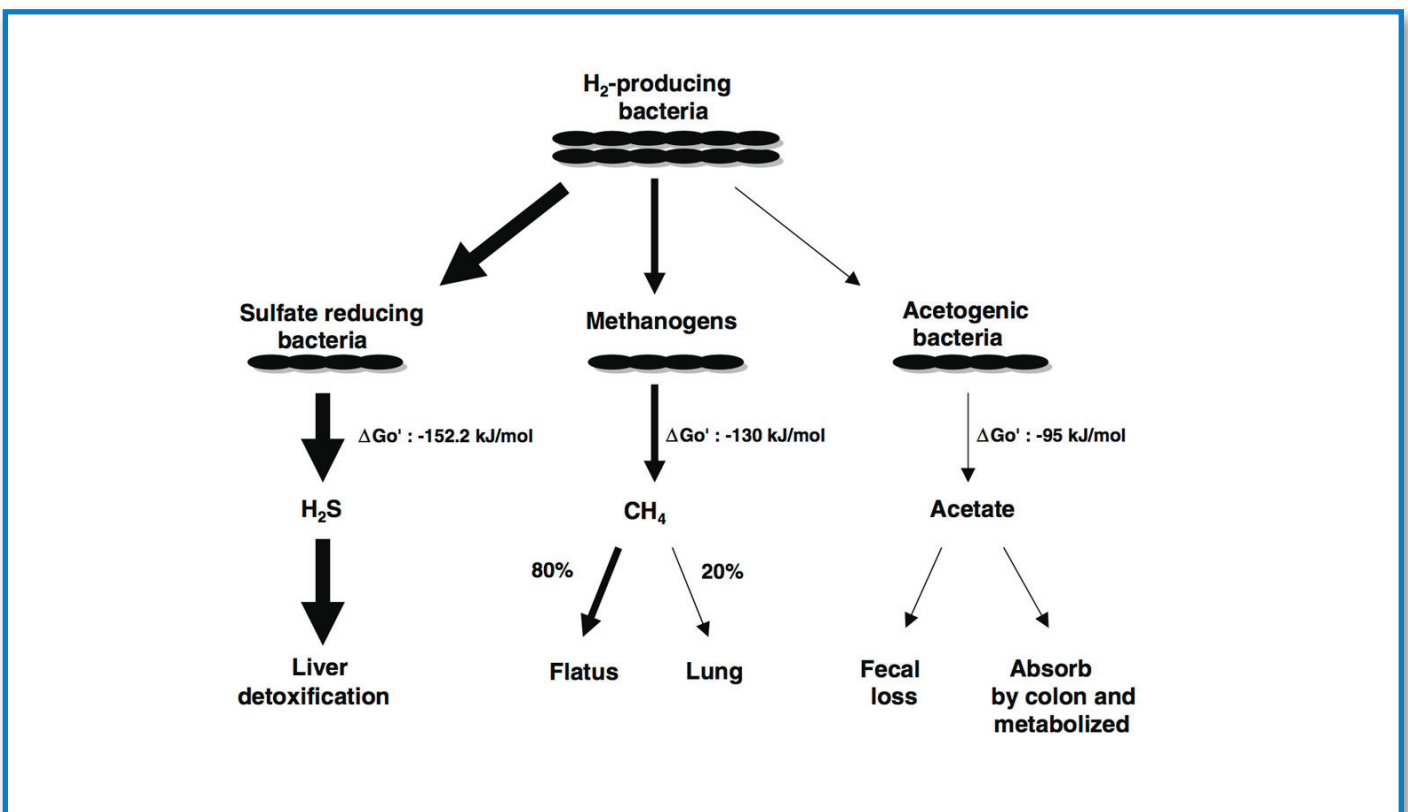 H₂-producing
bacteria
Sulfate reducing
bacteria
Methanogens
Acetogenic
bacteria
ΔGo' : -152.2 kJ/mol
ΔGo' : -130 kJ/mol
ΔGo' : -95 kJ/mol
H₂S
CH₄
Acetate
80%
20%
Liver
detoxification
Flatus
Lung
Fecal
loss
Absorb
by colon and
metabolized